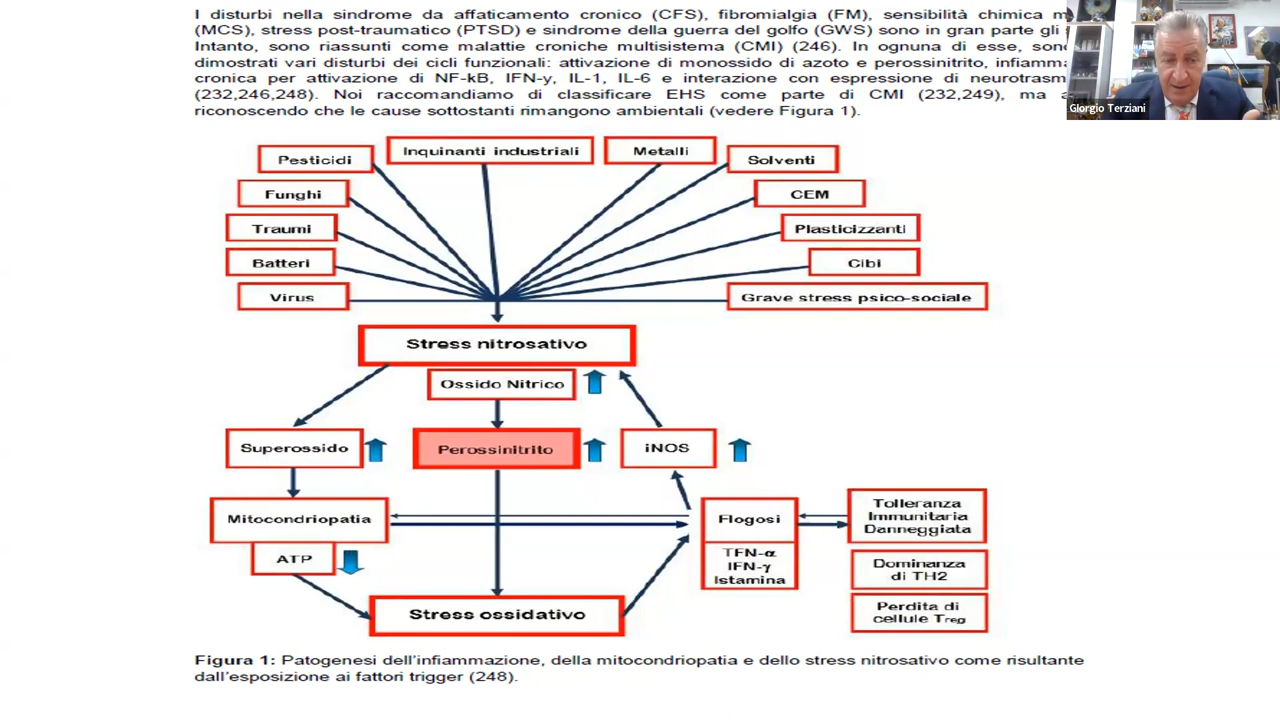 I disturbi nella sindrome da affaticamento cronico (CFS), fibromialgia (FM), sensibilità chimica
(MCS), stress post-traumatico (PTSD) e sindrome della guerra del golfo (GWS) sono in gran parte gli
Intanto, sono riassunti come malattie croniche multisistema (CMI) (246). In ognuna di esse,
dimostrati vari disturbi dei cicli funzionali: attivazione di monossido di azoto e perossinitrito,
cronica per attivazione di NF-kB, IFN-y, IL-1, IL-6 e interazione con espressione di
(232,246,248). Noi raccomandiamo di classificare EHS come parte di CMI (232,249), ma
riconoscendo che le cause sottostanti rimangono ambientali (vedere Figura 1).
Giorgio Terziani
Pesticidi
Inquinanti industriali
Metalli
Solventi
Funghi
CEM
Traumi
Plasticizzanti
Batteri
Cibi
Virus
Grave stress psico-sociale
Stress nitrosativo
Ossido Nitrico
Superossido
Perossinitrito
iNOS
Mitocondriopatia
Flogosi
Tolleranza
Immunitaria
Danneggiata
ATP
TFN-α
IFN-γ
Istamina
Dominanza
di TH2
Stress ossidativo
Perdita di
cellule Treg
Figura 1: Patogenesi dell'infiammazione, della mitocondriopatia e dello stress nitrosativo come risultante
dall'esposizione ai fattori trigger (248).